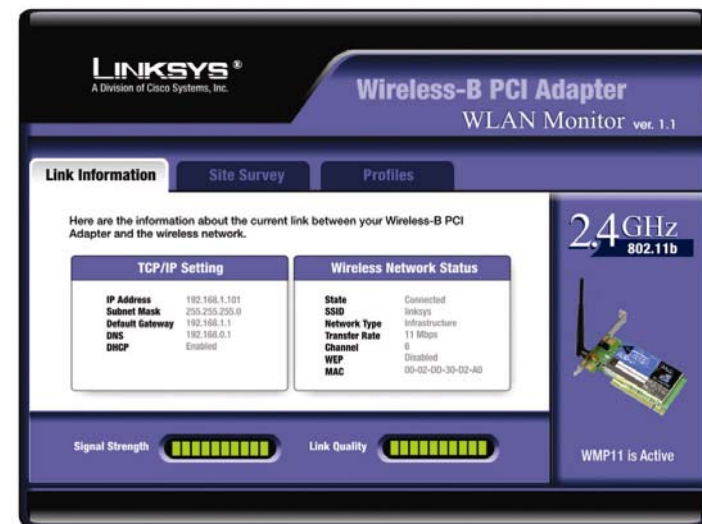 LINKSYS®
A Division of Cisco Systems, Inc.
Wireless-B PCI Adapter
WLAN Monitor ver. 1.1
Link Information
Site Survey
Profiles
Here are the information about the current link between your Wireless-B PCI
Adapter and the wireless network.
TCP/IP Setting
IP Address 192.168.1.101
Subnet Mask 255.255.255.0
Default Gateway 192.168.1.1
DNS 192.168.0.1
DHCP Enabled
Wireless Network Status
State Connected
SSID linksys
Network Type Infrastructure
Transfer Rate 11 Mbps
Channel 6
WEP Disabled
MAC 00-02-DD-30-D2-A0
2.4GHz
802.11b
Signal Strength
Link Quality
WMP11 is Active